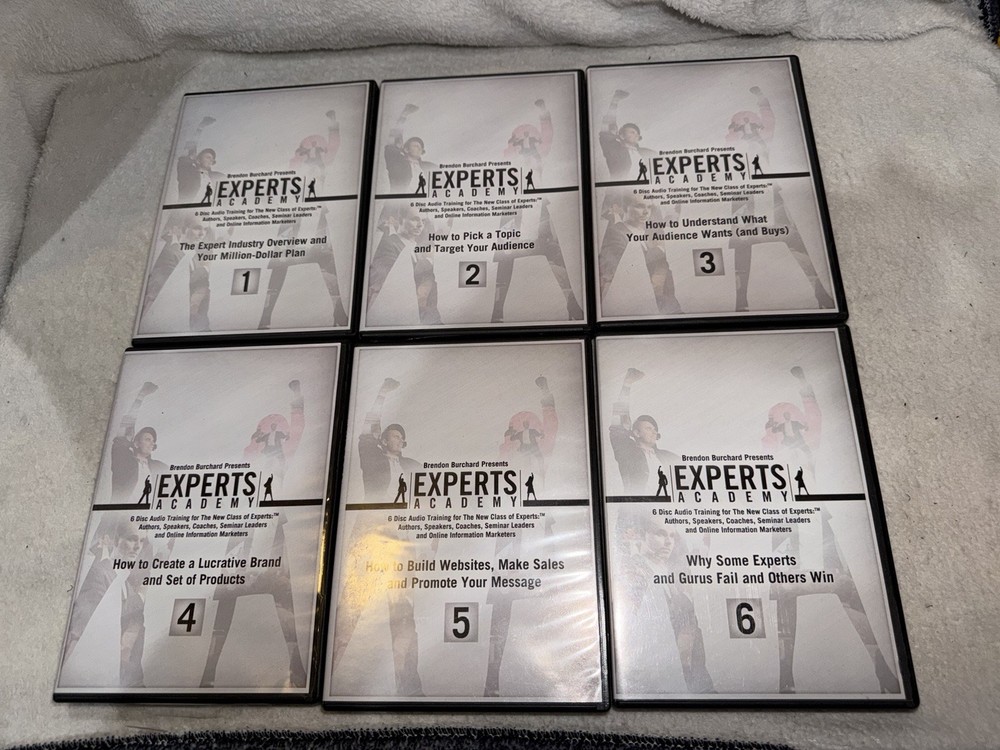 Brendon Burchard Presents
EXPERTS
ACADEMY
6 Disc Audio Training for The New Class of Experts:™
Authors, Speakers, Coaches, Seminar Leaders
and Online Information Marketers
The Expert Industry Overview and
Your Million-Dollar Plan
1
Brendon Burchard Presents
EXPERTS
ACADEMY
6 Disc Audio Training for The New Class of Experts:™
Authors, Speakers, Coaches, Seminar Leaders
and Online Information Marketers
How to Pick a Topic
and Target Your Audience
2
Brendon Burchard Presents
EXPERTS
ACADEMY
6 Disc Audio Training for The New Class of Experts:™
Authors, Speakers, Coaches, Seminar Leaders
and Online Information Marketers
How to Understand What
Your Audience Wants (and Buys)
3
Brendon Burchard Presents
EXPERTS
ACADEMY
6 Disc Audio Training for The New Class of Experts:™
Authors, Speakers, Coaches, Seminar Leaders
and Online Information Marketers
How to Create a Lucrative Brand
and Set of Products
4
Brendon Burchard Presents
EXPERTS
ACADEMY
6 Disc Audio Training for The New Class of Experts:™
Authors, Speakers, Coaches, Seminar Leaders
and Online Information Marketers
How to Build Websites, Make Sales
and Promote Your Message
5
Brendon Burchard Presents
EXPERTS
ACADEMY
6 Disc Audio Training for The New Class of Experts:™
Authors, Speakers, Coaches, Seminar Leaders
and Online Information Marketers
Why Some Experts
and Gurus Fail and Others Win
6